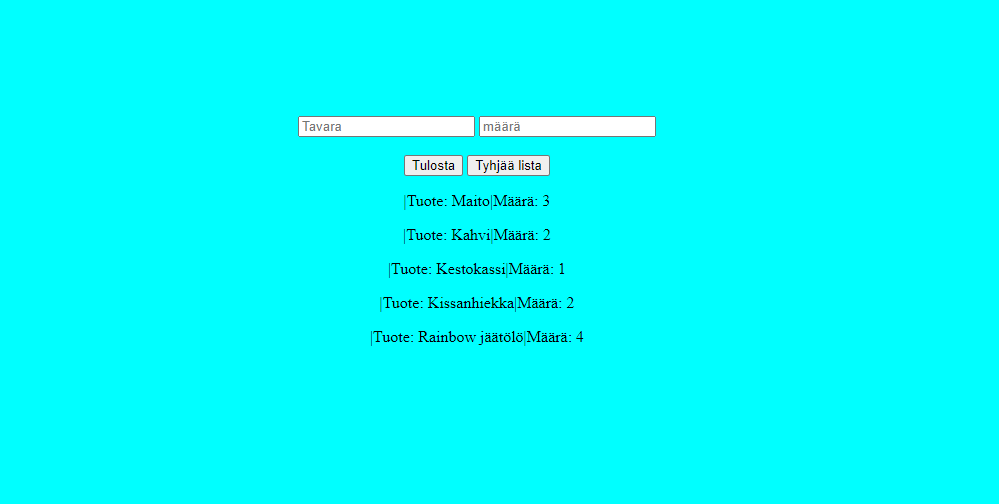 Tavara määrä
Tulosta Tyhjää lista
|Tuote: Maito|Määrä: 3
|Tuote: Kahvi|Määrä: 2
|Tuote: Kestokassi|Määrä: 1
|Tuote: Kissanhiekka|Määrä: 2
|Tuote: Rainbow jäätölö|Määrä: 4